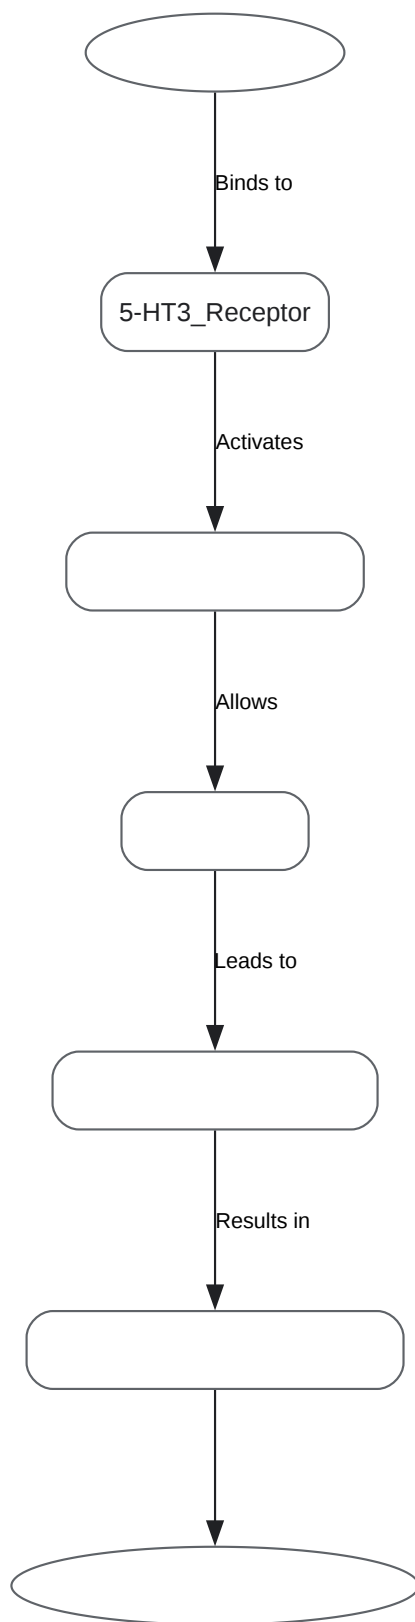 Binds to
5-HT3_Receptor
Activates
Allows
Leads to
Results in